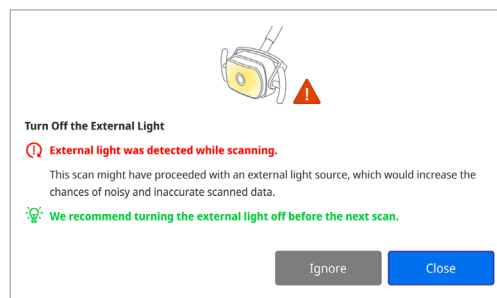 Turn Off the External Light
External light was detected while scanning.
This scan might have proceeded with an external light source, which would increase the
chances of noisy and inaccurate scanned data.
We recommend turning the external light off before the next scan.
Ignore
Close